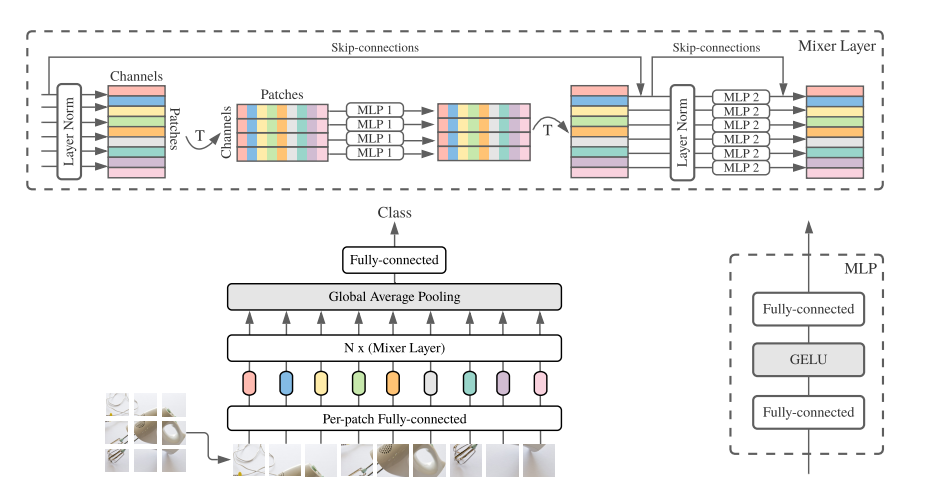 Skip-connections
Skip-connections
Mixer Layer
Channels
Layer Norm
Patches
T
Channels
Patches
MLP 1
MLP 1
MLP 1
MLP 1
T
Layer Norm
MLP 2
MLP 2
MLP 2
MLP 2
MLP 2
MLP 2
Class
Fully-connected
Global Average Pooling
N x (Mixer Layer)
Per-patch Fully-connected
MLP
Fully-connected
GELU
Fully-connected